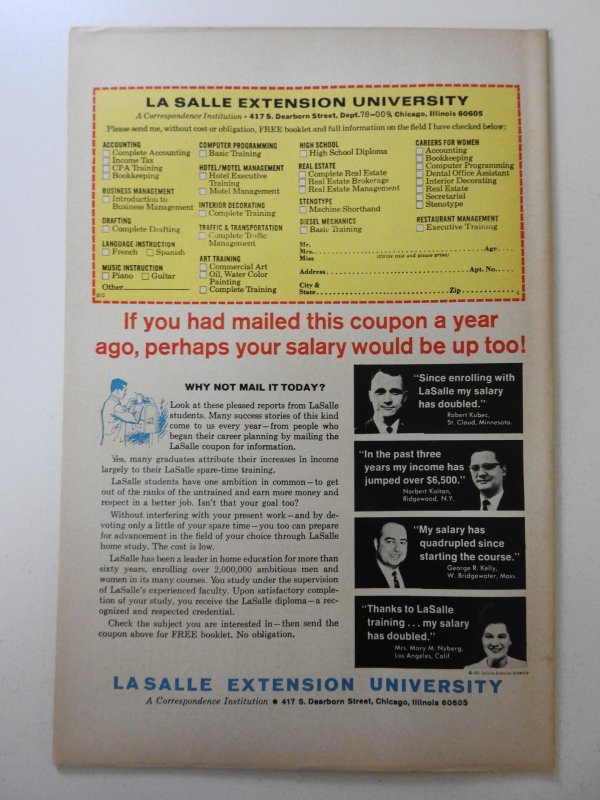 LA SALLE EXTENSION UNIVERSITY
A Correspondence Institution • 417 S. Dearborn Street, Dept. 78-009, Chicago, Illinois 60605
Please send me, without cost or obligation, FREE booklet and full information on the field I have checked below:
ACCOUNTING
Complete Accounting
Income Tax
CPA Training
Bookkeeping
BUSINESS MANAGEMENT
Introduction to
Business Management
DRAFTING
Complete Drafting
LANGUAGE INSTRUCTION
French Spanish
MUSIC INSTRUCTION
Piano Guitar
Other
010
COMPUTER PROGRAMMING
Basic Training
HOTEL/MOTEL MANAGEMENT
Hotel Executive
Training
Motel Management
INTERIOR DECORATING
Complete Training
TRAFFIC & TRANSPORTATION
Complete Traffic
Management
ART TRAINING
Commercial Art
Oil, Water Color
Painting
Complete Training
HIGH SCHOOL
High School Diploma
REAL ESTATE
Complete Real Estate
Real Estate Brokerage
Real Estate Management
STENOTYPE
Machine Shorthand
DIESEL MECHANICS
Basic Training
CAREERS FOR WOMEN
Accounting
Bookkeeping
Computer Programming
Dental Office Assistant
Interior Decorating
Real Estate
Secretarial
Stenotype
RESTAURANT MANAGEMENT
Executive Training
Mr.
Mrs. Age
Miss (Circle title and please print)
Address Apt. No.
City &
State Zip
If you had mailed this coupon a year
ago, perhaps your salary would be up too!
WHY NOT MAIL IT TODAY?
Look at these pleased reports from LaSalle
students. Many success stories of this kind
come to us every year—from people who
began their career planning by mailing the
LaSalle coupon for information.
Yes, many graduates attribute their increases in income
largely to their LaSalle spare-time training.
LaSalle students have one ambition in common—to get
out of the ranks of the untrained and earn more money and
respect in a better job. Isn't that your goal too?
Without interfering with your present work—and by de-
voting only a little of your spare time—you too can prepare
for advancement in the field of your choice through LaSalle
home study. The cost is low.
LaSalle has been a leader in home education for more than
sixty years, enrolling over 2,000,000 ambitious men and
women in its many courses. You study under the supervision
of LaSalle's experienced faculty. Upon satisfactory comple-
tion of your study, you receive the LaSalle diploma—a rec-
ognized and respected credential.
Check the subject you are interested in—then send the
coupon above for FREE booklet. No obligation.
"Since enrolling with
LaSalle my salary
has doubled."
Robert Kubec,
St. Cloud, Minnesota.
"In the past three
years my income has
jumped over $6,500."
Norbert Kaitan,
Ridgewood, N.Y.
"My salary has
quadrupled since
starting the course."
George R. Kelly,
W. Bridgewater, Mass.
"Thanks to LaSalle
training . . . my salary
has doubled."
Mrs. Mary M. Nyberg,
Los Angeles, Calif.
LaSalle Extension University
LA SALLE EXTENSION UNIVERSITY
A Correspondence Institution • 417 S. Dearborn Street, Chicago, Illinois 60605